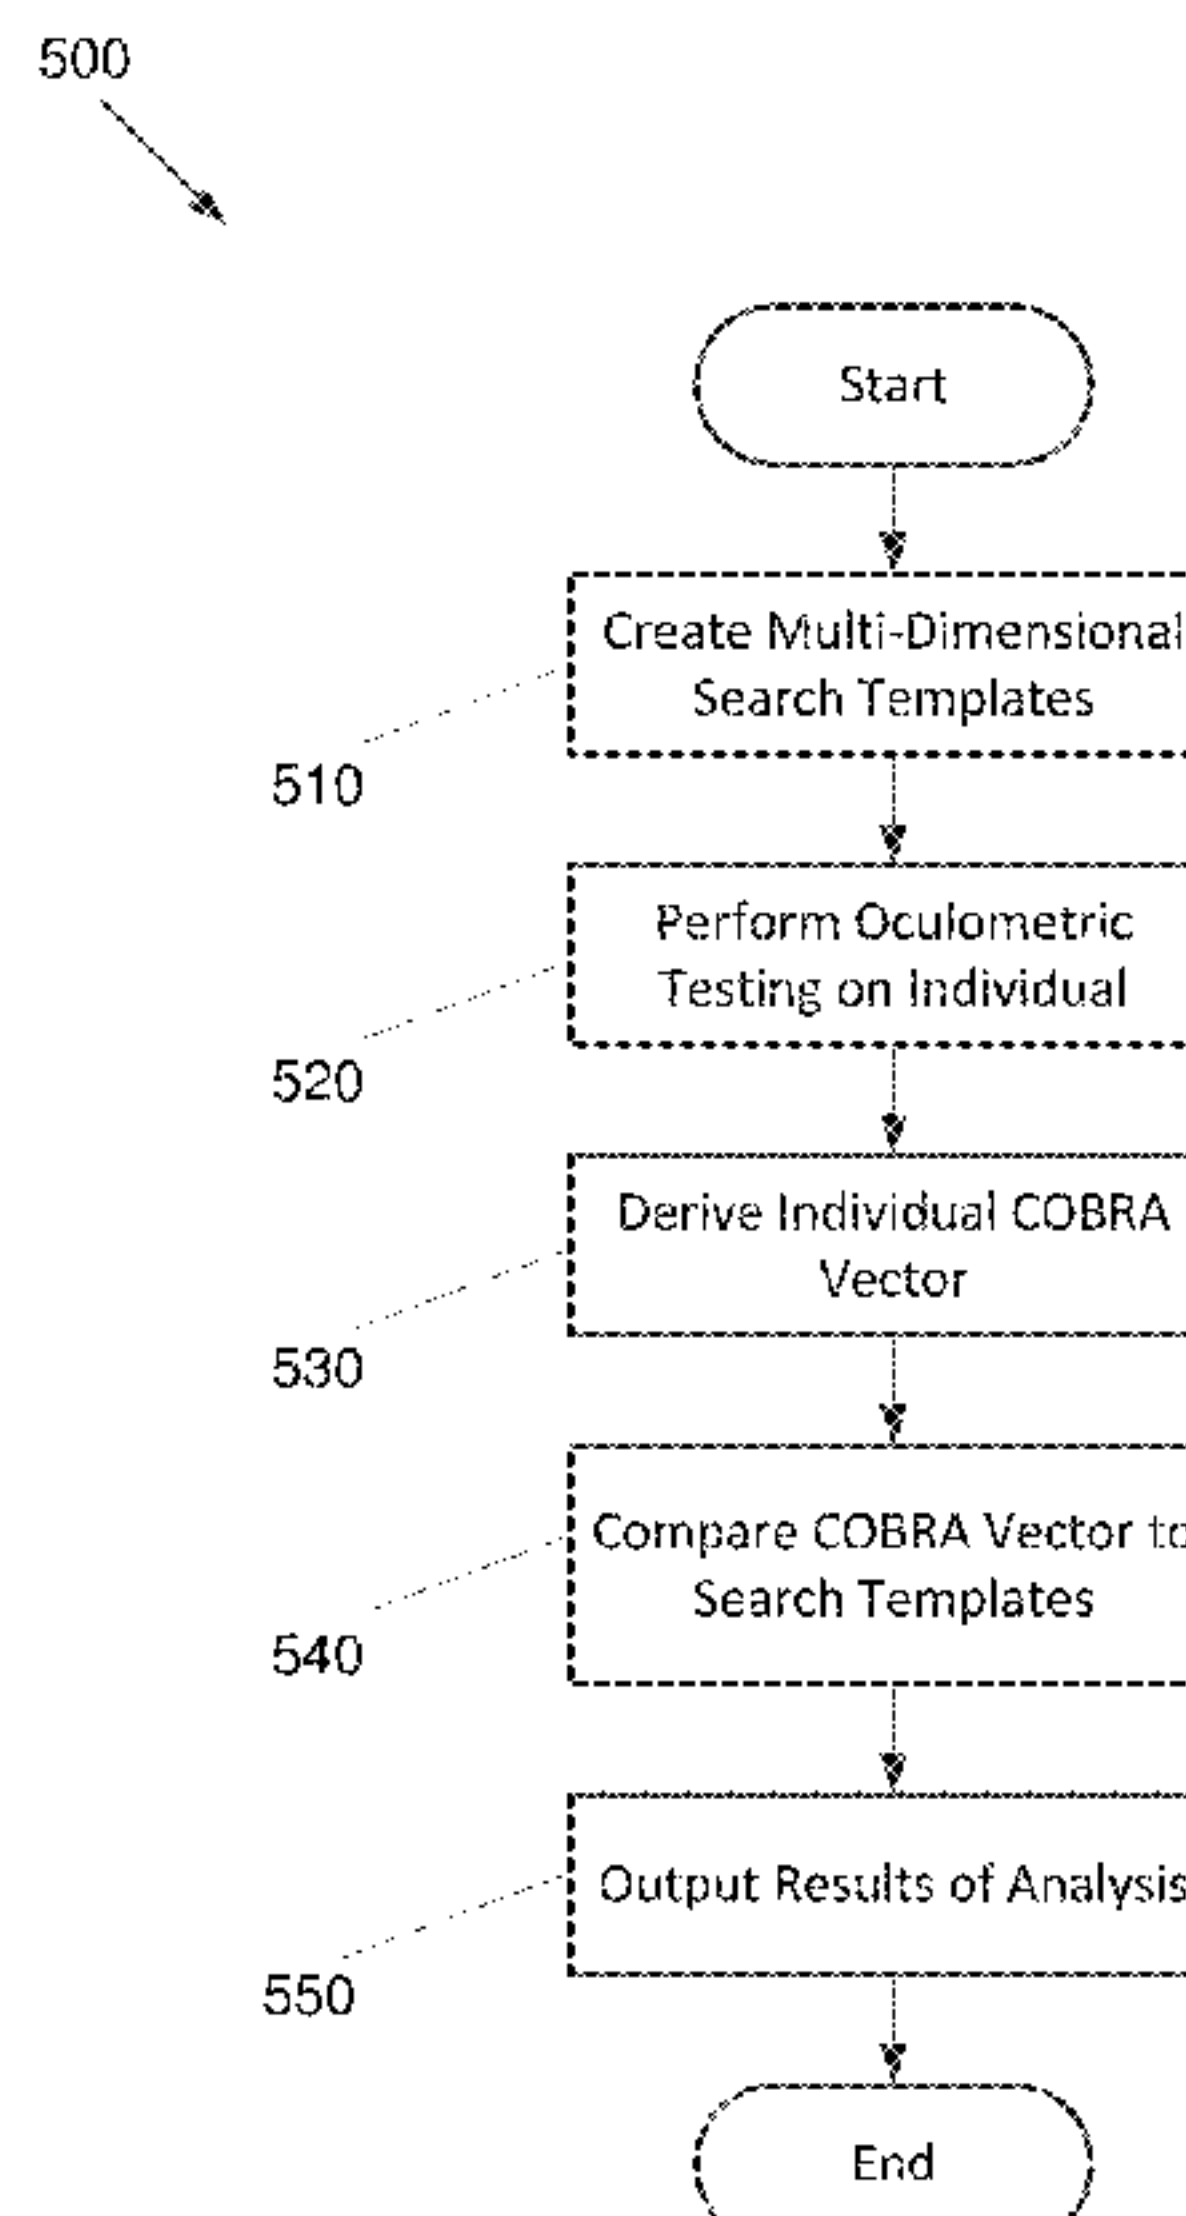 500
Start
Create Multi-Dimensional
Search Templates
510
Perform Oculometric
Testing on Individual
520
Derive Individual COBRA
Vector
530
Compare COBRA Vector to
Search Templates
540
Output Results of Analysis
550
End